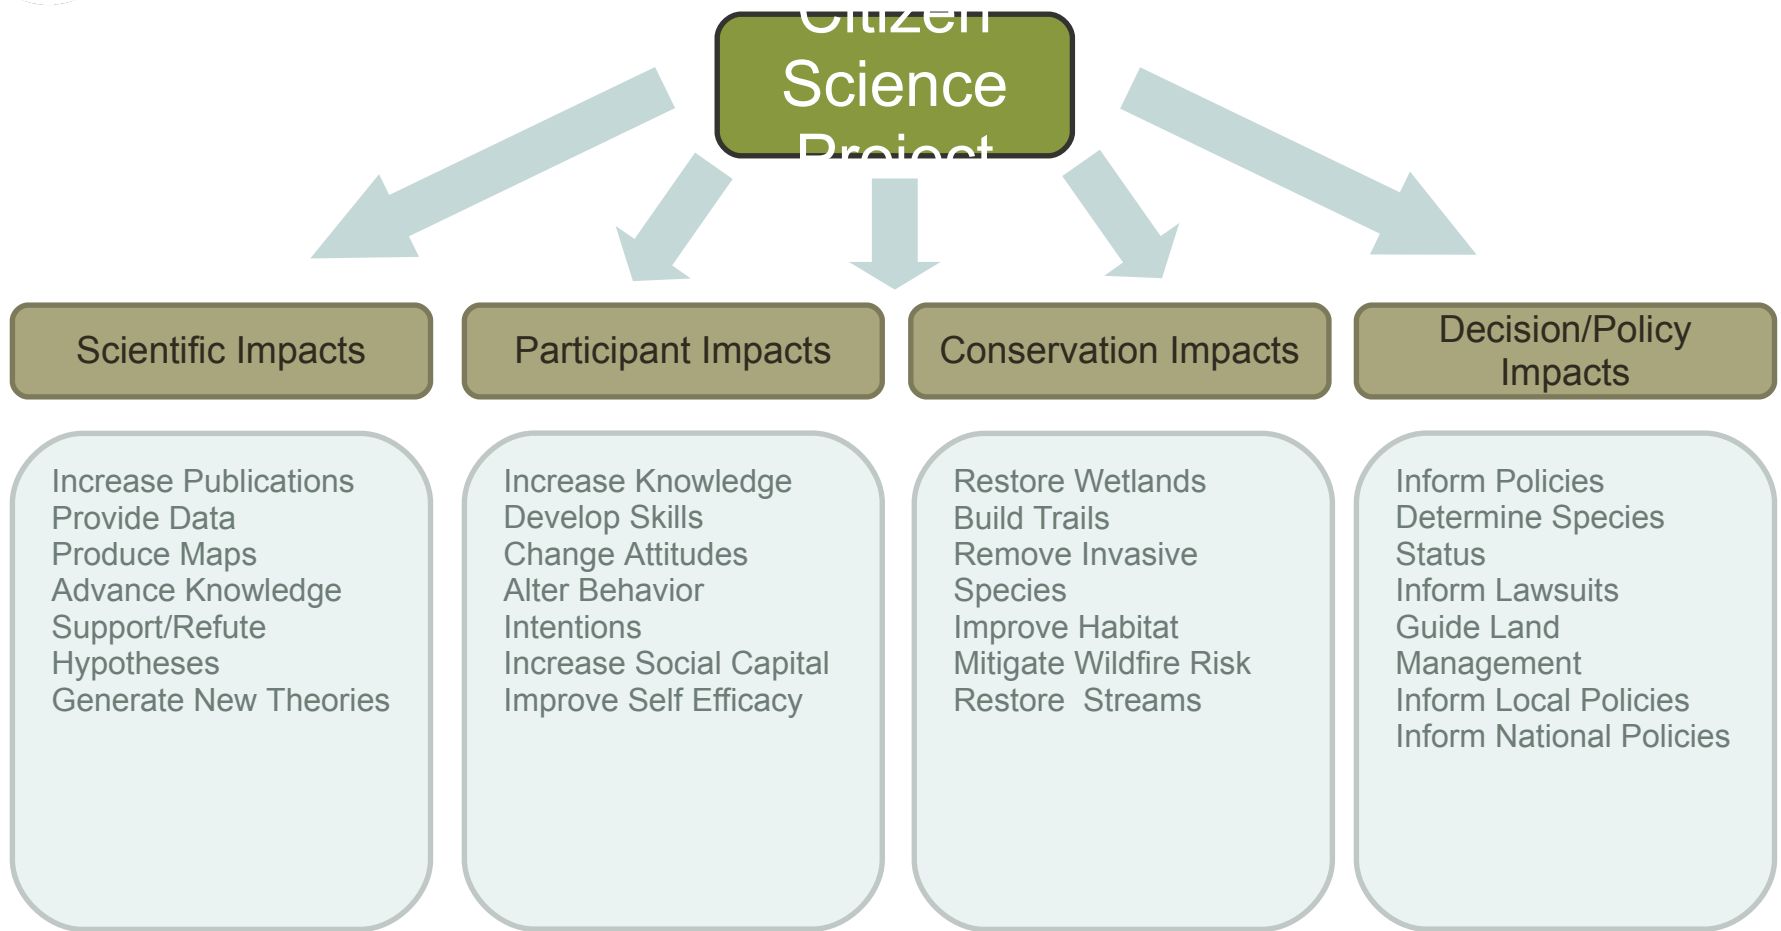 Citizen
Science
Project
Scientific Impacts
Participant Impacts
Conservation Impacts
Decision/Policy
Impacts
Increase Publications
Provide Data
Produce Maps
Advance Knowledge
Support/Refute
Hypotheses
Generate New Theories
Increase Knowledge
Develop Skills
Change Attitudes
Alter Behavior
Intentions
Increase Social Capital
Improve Self Efficacy
Restore Wetlands
Build Trails
Remove Invasive
Species
Improve Habitat
Mitigate Wildfire Risk
Restore  Streams
Inform Policies
Determine Species
Status
Inform Lawsuits
Guide Land
Management
Inform Local Policies
Inform National Policies